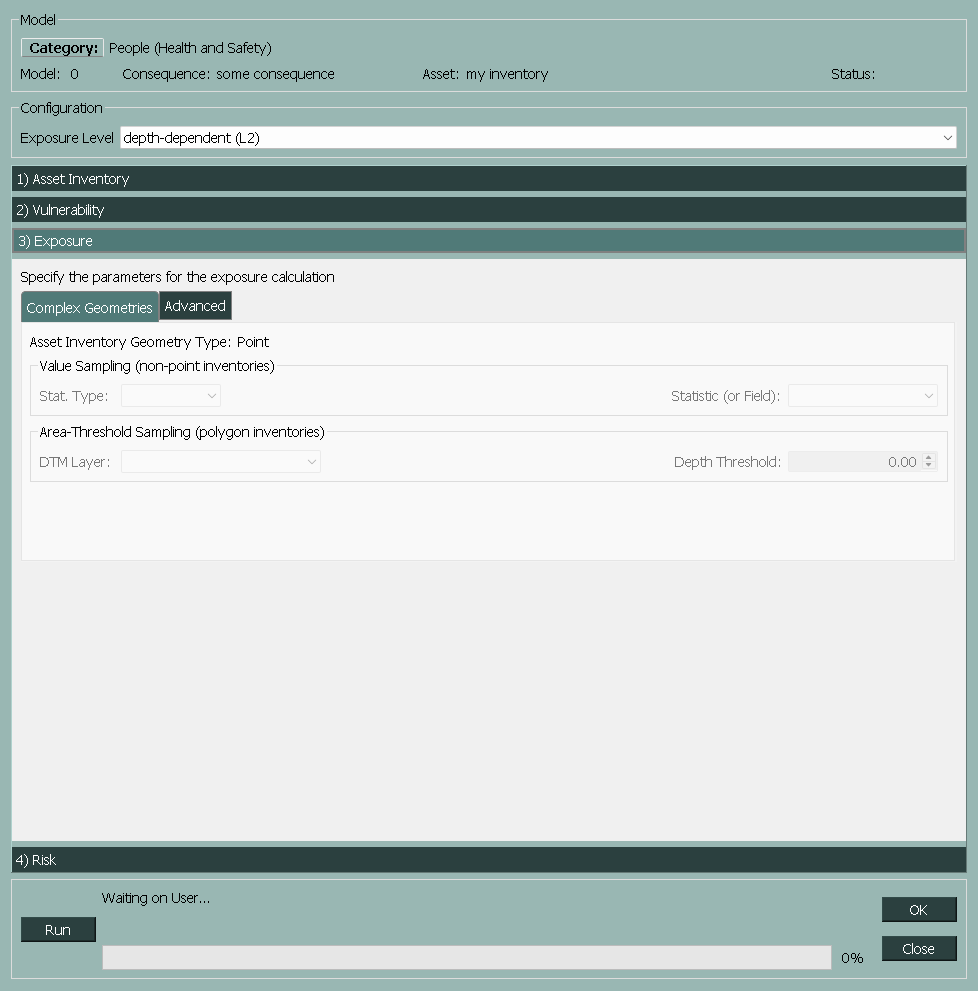 Model
Category: People (Health and Safety)
Model: 0 Consequence: some consequence Asset: my inventory Status:
Configuration
Exposure Level depth-dependent (L2)
1) Asset Inventory
2) Vulnerability
3) Exposure
Specify the parameters for the exposure calculation
Complex Geometries Advanced
Asset Inventory Geometry Type: Point
Value Sampling (non-point inventories)
Stat. Type: Statistic (or Field):
Area-Threshold Sampling (polygon inventories)
DTM Layer: Depth Threshold: 0.00
4) Risk
Waiting on User...
OK
Run
Close
0%